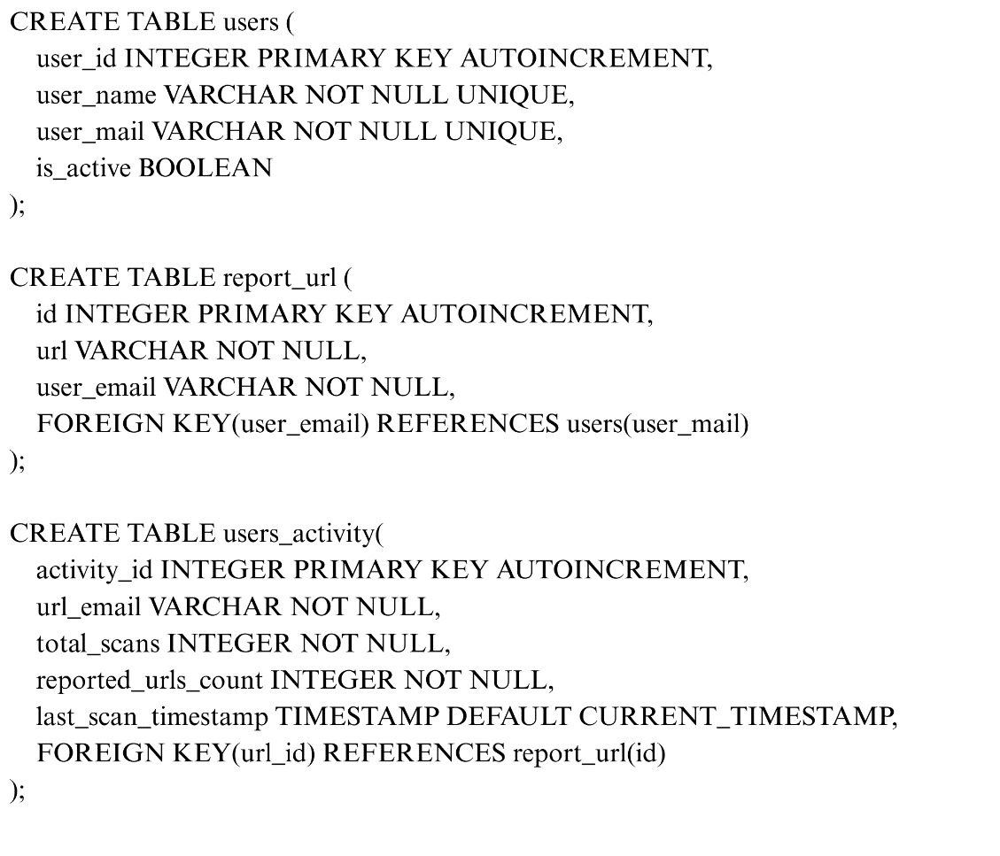 CREATE TABLE users (
user_id INTEGER PRIMARY KEY AUTOINCREMENT,
user_name VARCHAR NOT NULL UNIQUE,
user_mail VARCHAR NOT NULL UNIQUE,
is_active BOOLEAN
);
CREATE TABLE report_url (
id INTEGER PRIMARY KEY AUTOINCREMENT,
url VARCHAR NOT NULL,
user_email VARCHAR NOT NULL,
FOREIGN KEY(user_email) REFERENCES users(user_mail)
);
CREATE TABLE users_activity(
activity_id INTEGER PRIMARY KEY AUTOINCREMENT,
url_email VARCHAR NOT NULL,
total_scans INTEGER NOT NULL,
reported_urls_count INTEGER NOT NULL,
last_scan_timestamp TIMESTAMP DEFAULT CURRENT_TIMESTAMP,
FOREIGN KEY(url_id) REFERENCES report_url(id)
);